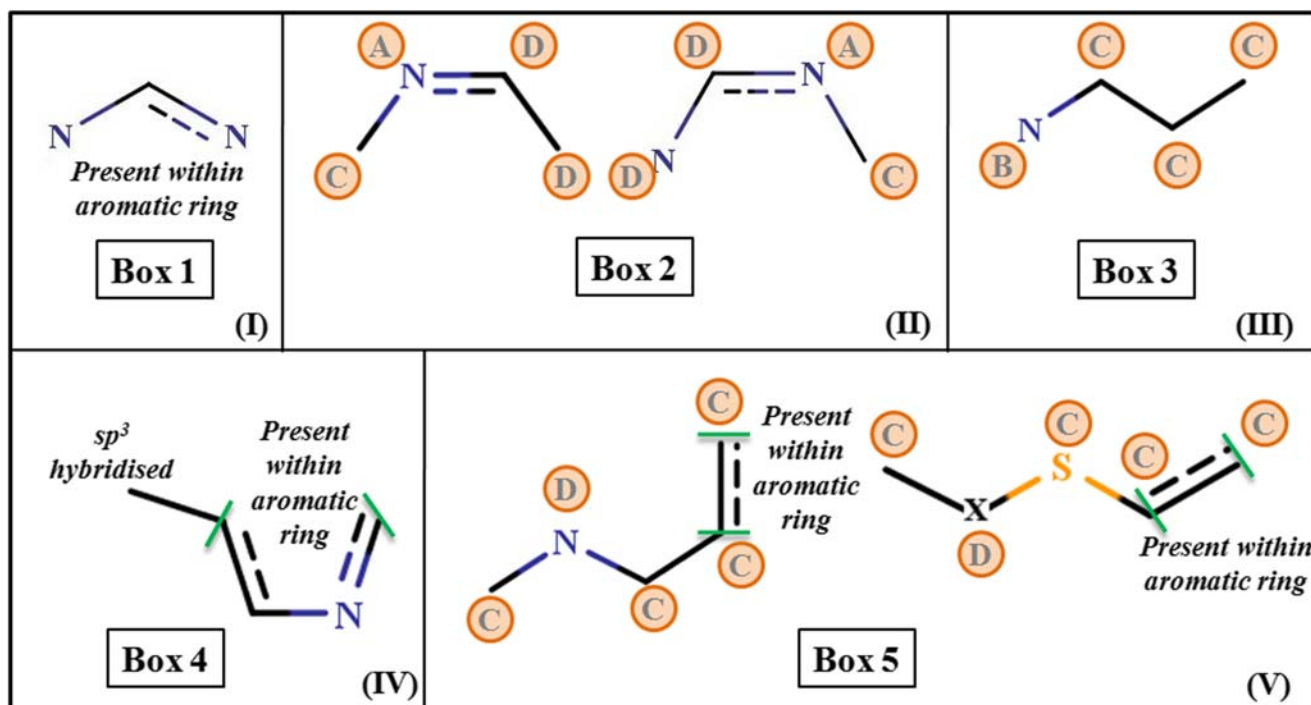 N N
Present within
aromatic ring
Box 1
(I)
A D D A
N N
N
C D D C
Box 2
(II)
C C
N
B C
Box 3
(III)
sp³
hybridised
Present
within
aromatic
ring
N
Box 4
(IV)
C
Present
within
aromatic
ring
D
N
C C C
C C C C
S
X
D
Present within
aromatic ring
Box 5
(V)